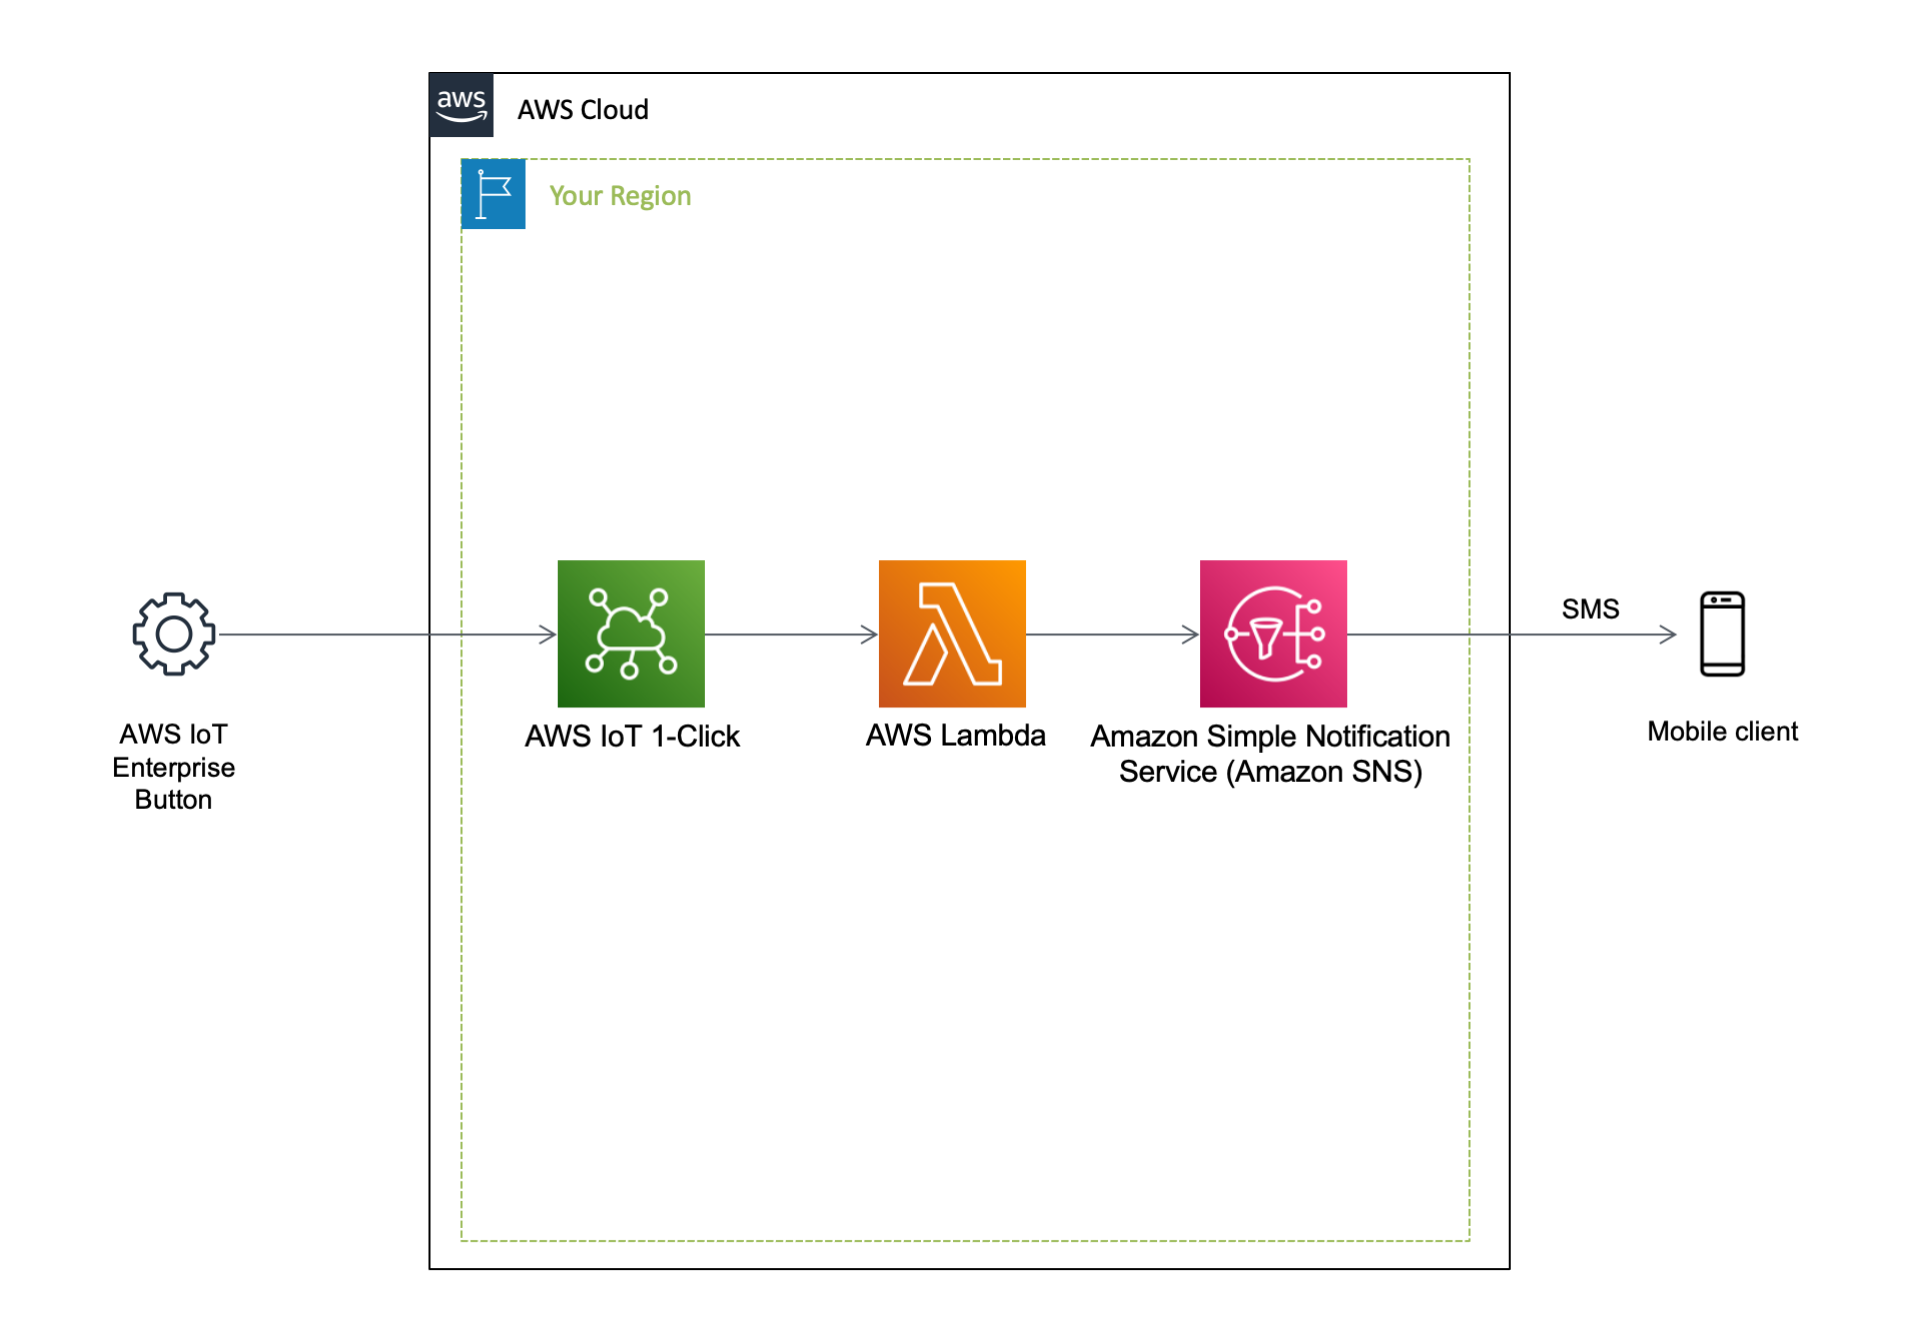 aws
AWS Cloud
Your Region
SMS
AWS IoT
Enterprise
Button
AWS IoT 1-Click
AWS Lambda
Amazon Simple Notification
Service (Amazon SNS)
Mobile client